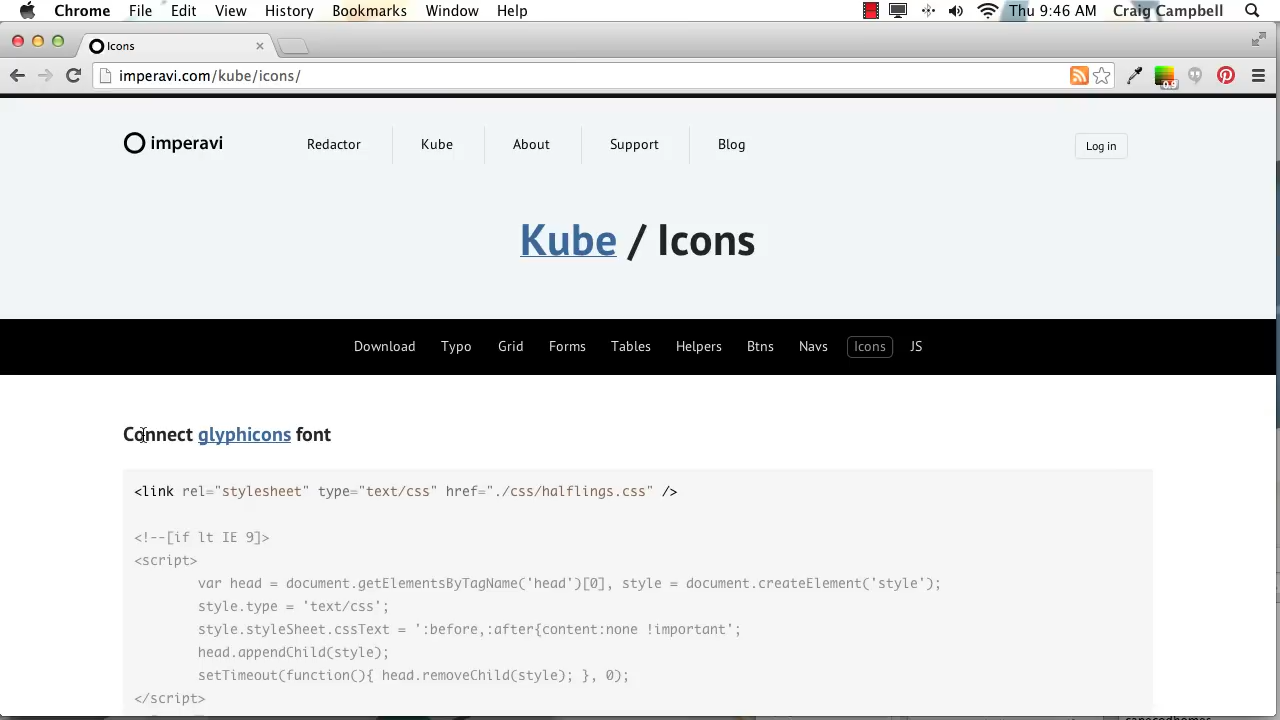 Chrome File Edit View History Bookmarks Window Help Thu 9:46 AM Craig Campbell
Icons
imperavi.com/kube/icons/
imperavi Redactor Kube About Support Blog Log in
Kube / Icons
Download Typo Grid Forms Tables Helpers Btns Navs Icons JS
Connect glyphicons font
<link rel="stylesheet" type="text/css" href="./css/halflings.css" />
<!--[if lt IE 9]>
<script>
var head = document.getElementsByTagName('head')[0], style = document.createElement('style');
style.type = 'text/css';
style.styleSheet.cssText = ':before,:after{content:none !important';
head.appendChild(style);
setTimeout(function(){ head.removeChild(style); }, 0);
</script>